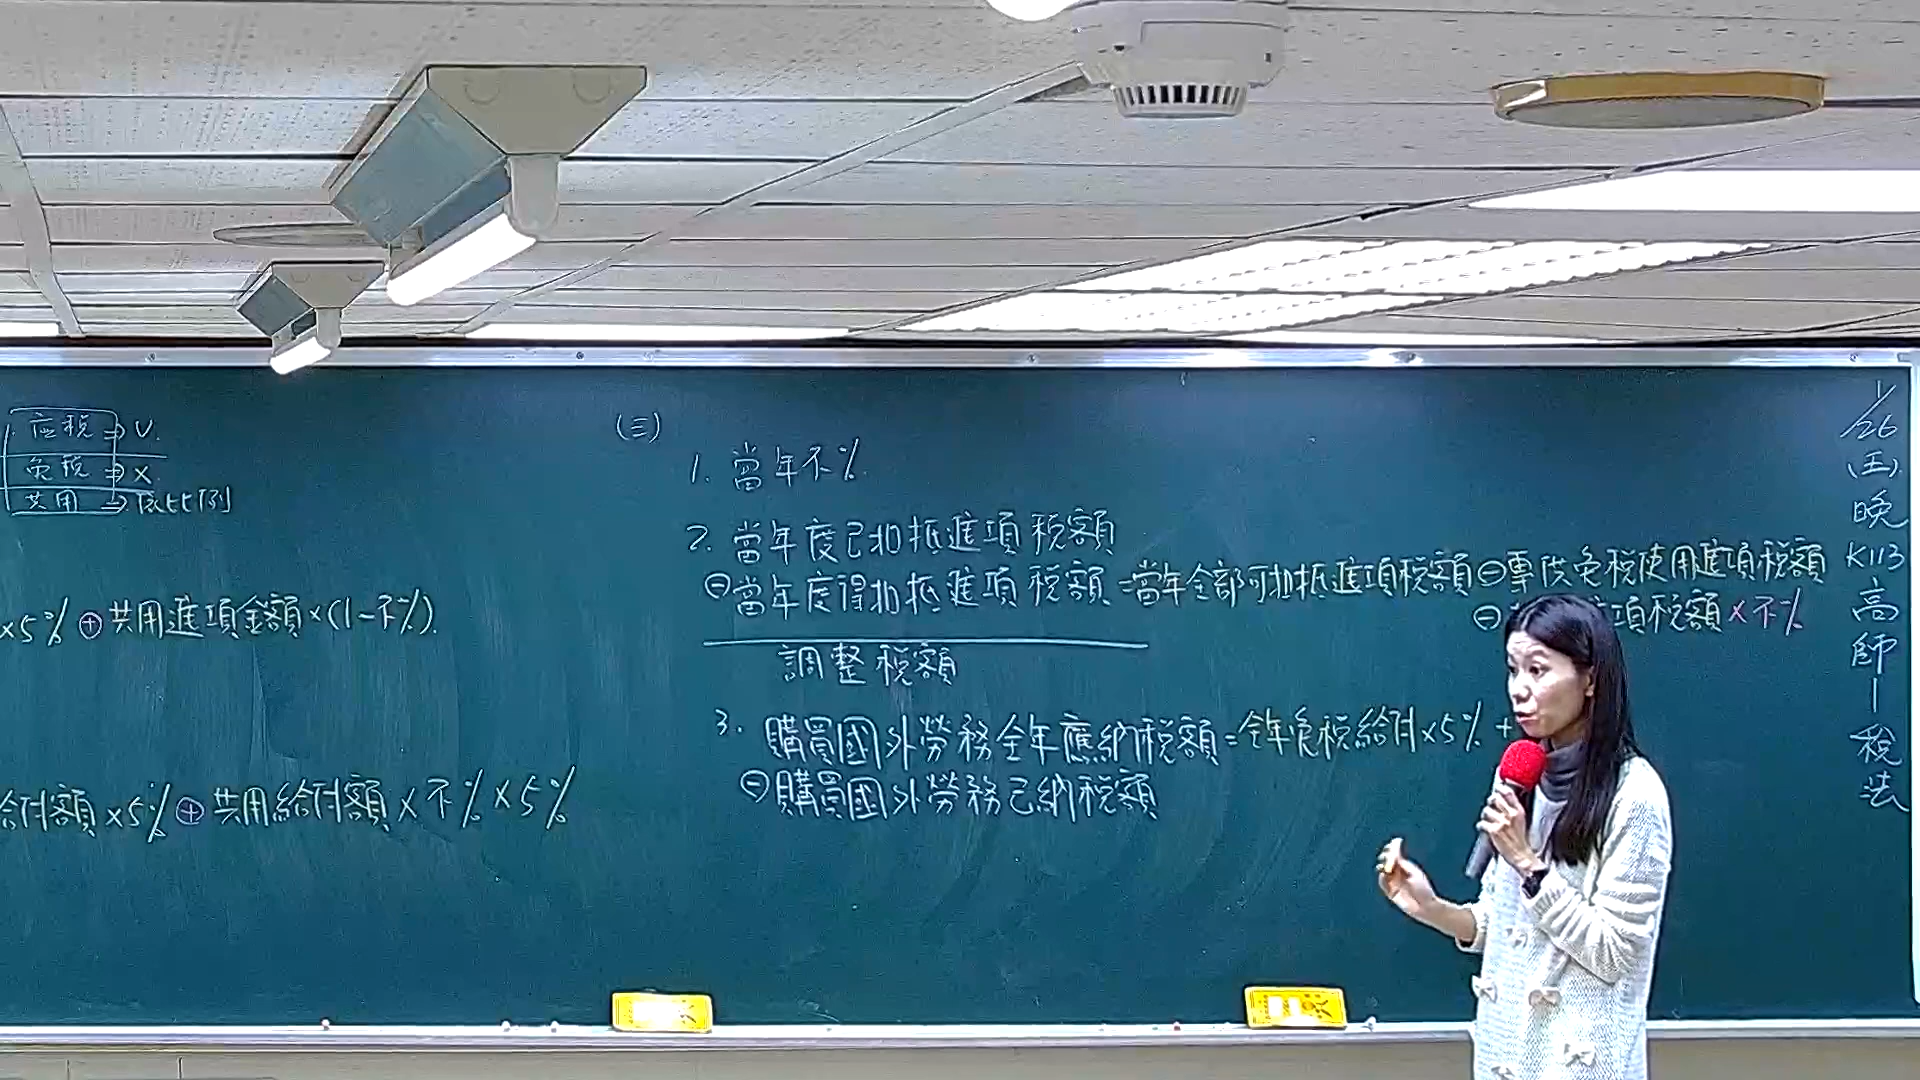 应税 ⇒ V.
免税 ⇒ X.
共用 ⇒ 依比例
×5% ⊕ 共用進項金額×(1-不%).
給付額×5% ⊕ 共用給付額×不%×5%
(三)
1. 當年不%
2. 當年度已扣抵進項稅額
⊖當年度得扣抵進項稅額=當年全部可扣抵進項稅額⊖專供免稅使用進項稅額
⊖ 項稅額×不%
調整稅額
3. 購買國外勞務全年應納稅額=全年免稅給付×5%+
⊖購買國外勞務已納稅額
1/26
(五)
晚
K113
高
師
|
稅
法